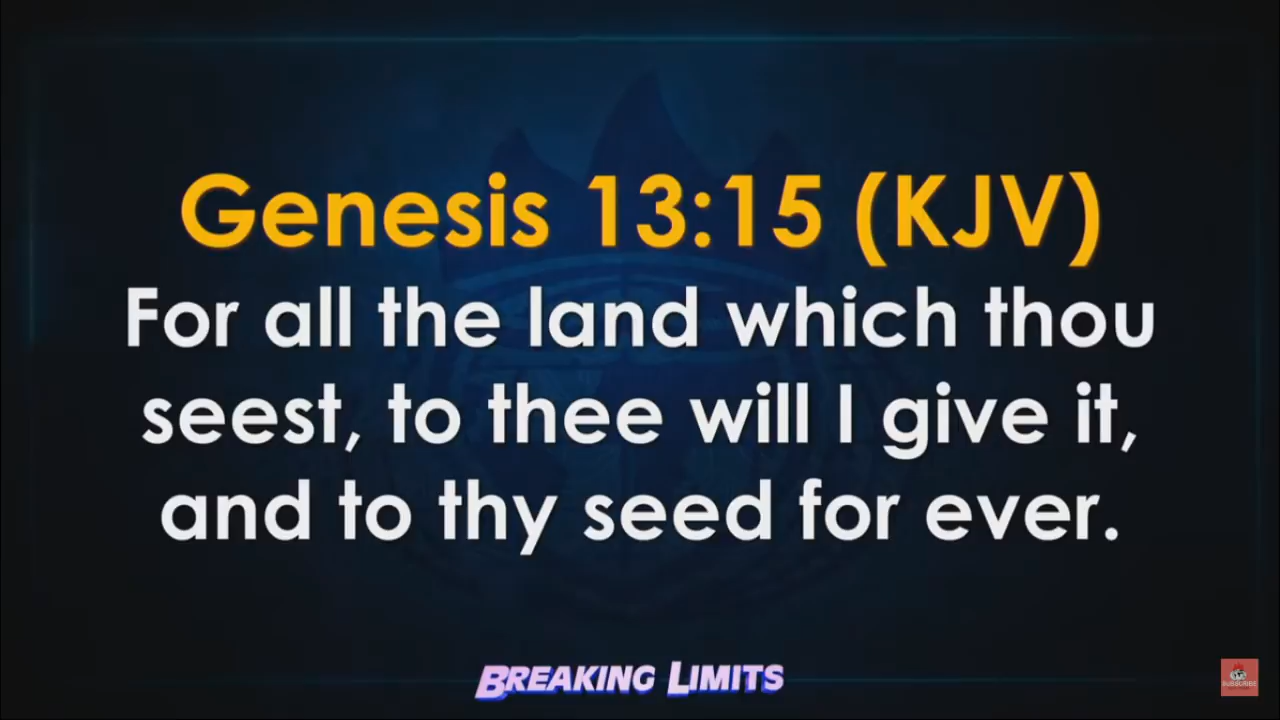 Genesis 13:15 (KJV)
For all the land which thou
seest, to thee will I give it,
and to thy seed for ever.
BREAKING LIMITS
SUBSCRIBE